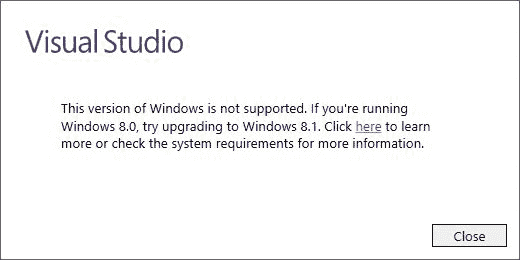 Visual Studio
This version of Windows is not supported. If you're running
Windows 8.0, try upgrading to Windows 8.1. Click here to learn
more or check the system requirements for more information.
Close